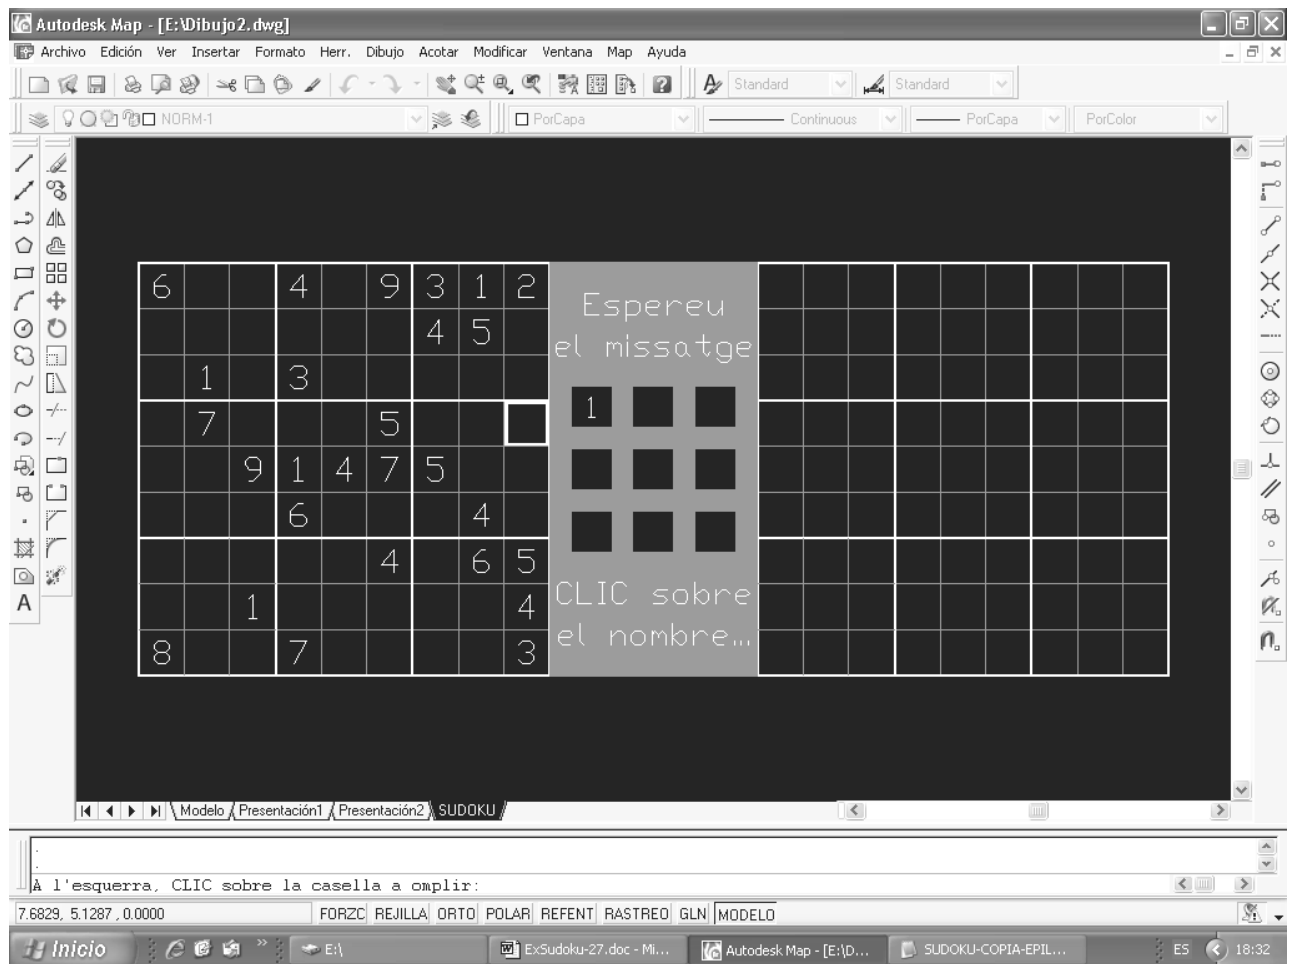 Autodesk Map - [E:\Dibujo2.dwg]
Archivo Edición Ver Insertar Formato Herr. Dibujo Acotar Modificar Ventana Map Ayuda
Standard Standard
NORM-1 PorCapa Continuous PorCapa PorColor
6 4 9 3 1 2
4 5
1 3
7 5
9 1 4 7 5
6 4
4 6 5
1 4
8 7 3
Espereu
el missatge
1
CLIC sobre
el nombre...
A
Modelo Presentación1 Presentación2 SUDOKU
.
.
A l'esquerra, CLIC sobre la casella a omplir:
7.6829, 5.1287 , 0.0000 FORZC REJILLA ORTO POLAR REFENT RASTREO GLN MODELO
Inicio » E:\ ExSudoku-27.doc - Mi... Autodesk Map - [E:\D... SUDOKU-COPIA-EPIL... ES 18:32